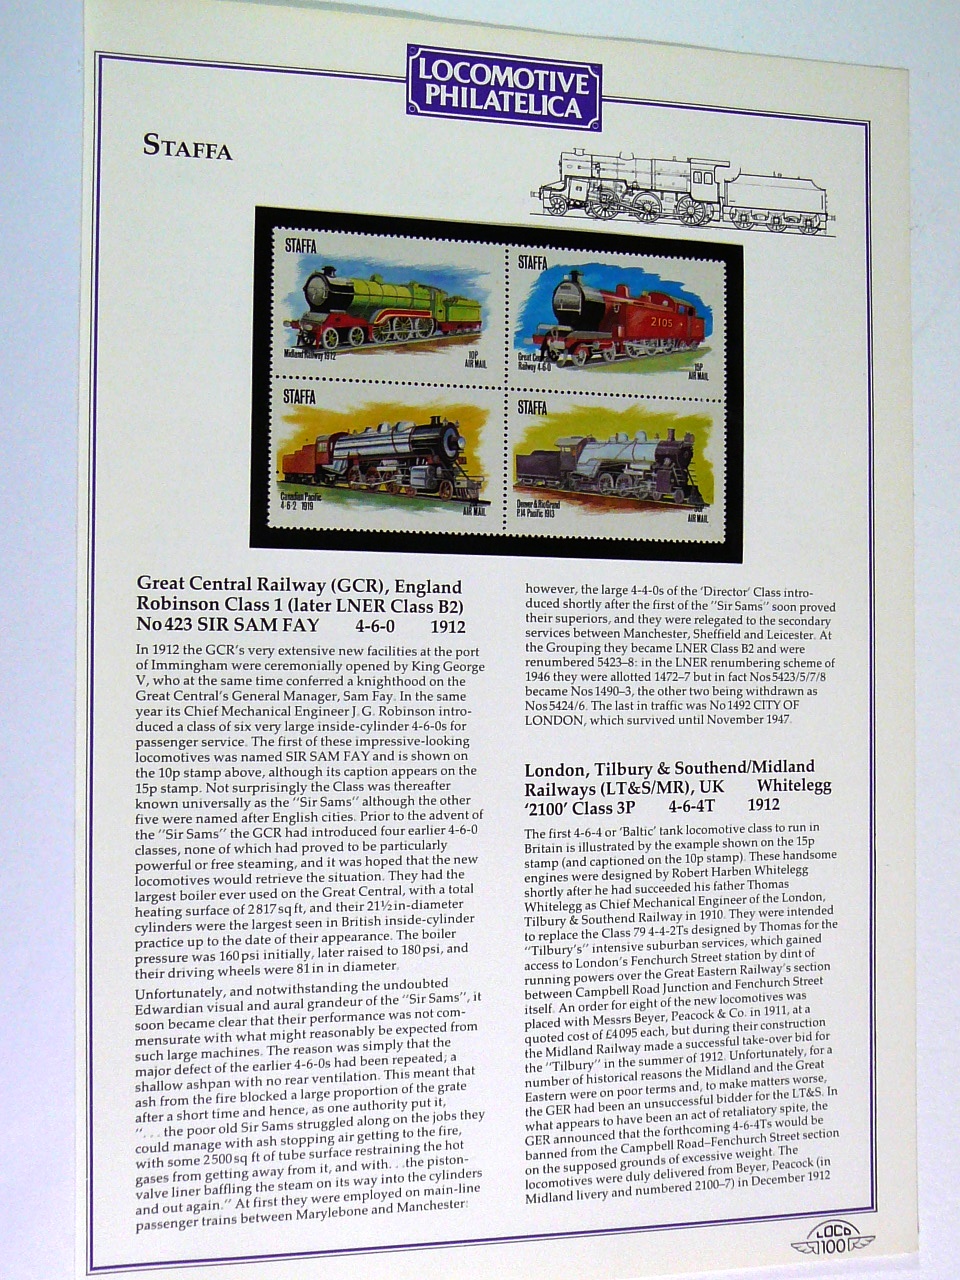 LOCOMOTIVE
PHILATELICA
STAFFA
STAFFA
Midland Railway 1912
10P
AIR MAIL
STAFFA
2105
Great Cen
Railway 4-6-0
15P
AIR MAIL
STAFFA
Canadian Pacific
4-6-2 1919
AIR MAIL
STAFFA
Denver & Rio Grand
P.14 Pacific 1913
AIR MAIL
Great Central Railway (GCR), England
Robinson Class 1 (later LNER Class B2)
No 423 SIR SAM FAY 4-6-0 1912
In 1912 the GCR's very extensive new facilities at the port
of Immingham were ceremonially opened by King George
V, who at the same time conferred a knighthood on the
Great Central's General Manager, Sam Fay. In the same
year its Chief Mechanical Engineer J. G. Robinson intro-
duced a class of six very large inside-cylinder 4-6-0s for
passenger service. The first of these impressive-looking
locomotives was named SIR SAM FAY and is shown on
the 10p stamp above, although its caption appears on the
15p stamp. Not surprisingly the Class was thereafter
known universally as the "Sir Sams" although the other
five were named after English cities. Prior to the advent of
the "Sir Sams" the GCR had introduced four earlier 4-6-0
classes, none of which had proved to be particularly
powerful or free steaming, and it was hoped that the new
locomotives would retrieve the situation. They had the
largest boiler ever used on the Great Central, with a total
heating surface of 2817 sq ft, and their 21½ in-diameter
cylinders were the largest seen in British inside-cylinder
practice up to the date of their appearance. The boiler
pressure was 160 psi initially, later raised to 180 psi, and
their driving wheels were 81 in in diameter.
Unfortunately, and notwithstanding the undoubted
Edwardian visual and aural grandeur of the "Sir Sams", it
soon became clear that their performance was not com-
mensurate with what might reasonably be expected from
such large machines. The reason was simply that the
major defect of the earlier 4-6-0s had been repeated; a
shallow ashpan with no rear ventilation. This meant that
ash from the fire blocked a large proportion of the grate
after a short time and hence, as one authority put it,
". . . the poor old Sir Sams struggled along on the jobs they
could manage with ash stopping air getting to the fire,
with some 2500 sq ft of tube surface restraining the hot
gases from getting away from it, and with. . .the piston-
valve liner baffling the steam on its way into the cylinders
and out again." At first they were employed on main-line
passenger trains between Marylebone and Manchester:
however, the large 4-4-0s of the 'Director' Class intro-
duced shortly after the first of the "Sir Sams" soon proved
their superiors, and they were relegated to the secondary
services between Manchester, Sheffield and Leicester. At
the Grouping they became LNER Class B2 and were
renumbered 5423–8: in the LNER renumbering scheme of
1946 they were allotted 1472–7 but in fact Nos 5423/5/7/8
became Nos 1490–3, the other two being withdrawn as
Nos 5424/6. The last in traffic was No 1492 CITY OF
LONDON, which survived until November 1947.
London, Tilbury & Southend/Midland
Railways (LT&S/MR), UK Whitelegg
'2100' Class 3P 4-6-4T 1912
The first 4-6-4 or 'Baltic' tank locomotive class to run in
Britain is illustrated by the example shown on the 15p
stamp (and captioned on the 10p stamp). These handsome
engines were designed by Robert Harben Whitelegg
shortly after he had succeeded his father Thomas
Whitelegg as Chief Mechanical Engineer of the London,
Tilbury & Southend Railway in 1910. They were intended
to replace the Class 79 4-4-2Ts designed by Thomas for the
"Tilbury's" intensive suburban services, which gained
access to London's Fenchurch Street station by dint of
running powers over the Great Eastern Railway's section
between Campbell Road Junction and Fenchurch Street
itself. An order for eight of the new locomotives was
placed with Messrs Beyer, Peacock & Co. in 1911, at a
quoted cost of £4095 each, but during their construction
the Midland Railway made a successful take-over bid for
the "Tilbury" in the summer of 1912. Unfortunately, for a
number of historical reasons the Midland and the Great
Eastern were on poor terms and, to make matters worse,
the GER had been an unsuccessful bidder for the LT&S. In
what appears to have been an act of retaliatory spite, the
GER announced that the forthcoming 4-6-4Ts would be
banned from the Campbell Road–Fenchurch Street section
on the supposed grounds of excessive weight. The
locomotives were duly delivered from Beyer, Peacock (in
Midland livery and numbered 2100–7) in December 1912
LOCO
100